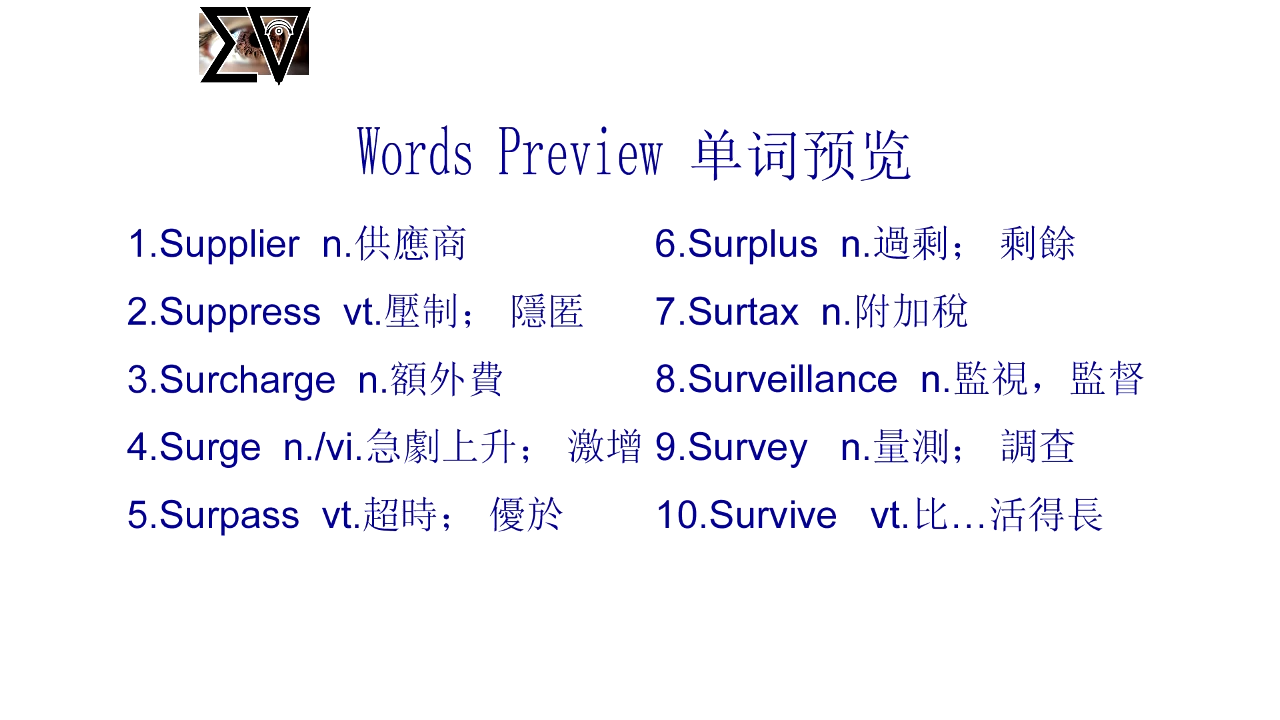 Words Preview 单词预览
1.Supplier n.供應商
2.Suppress vt.壓制； 隱匿
3.Surcharge n.額外費
4.Surge n./vi.急劇上升； 激增
5.Surpass vt.超時； 優於
6.Surplus n.過剩； 剩餘
7.Surtax n.附加稅
8.Surveillance n.監視，監督
9.Survey n.量測； 調查
10.Survive vt.比…活得長